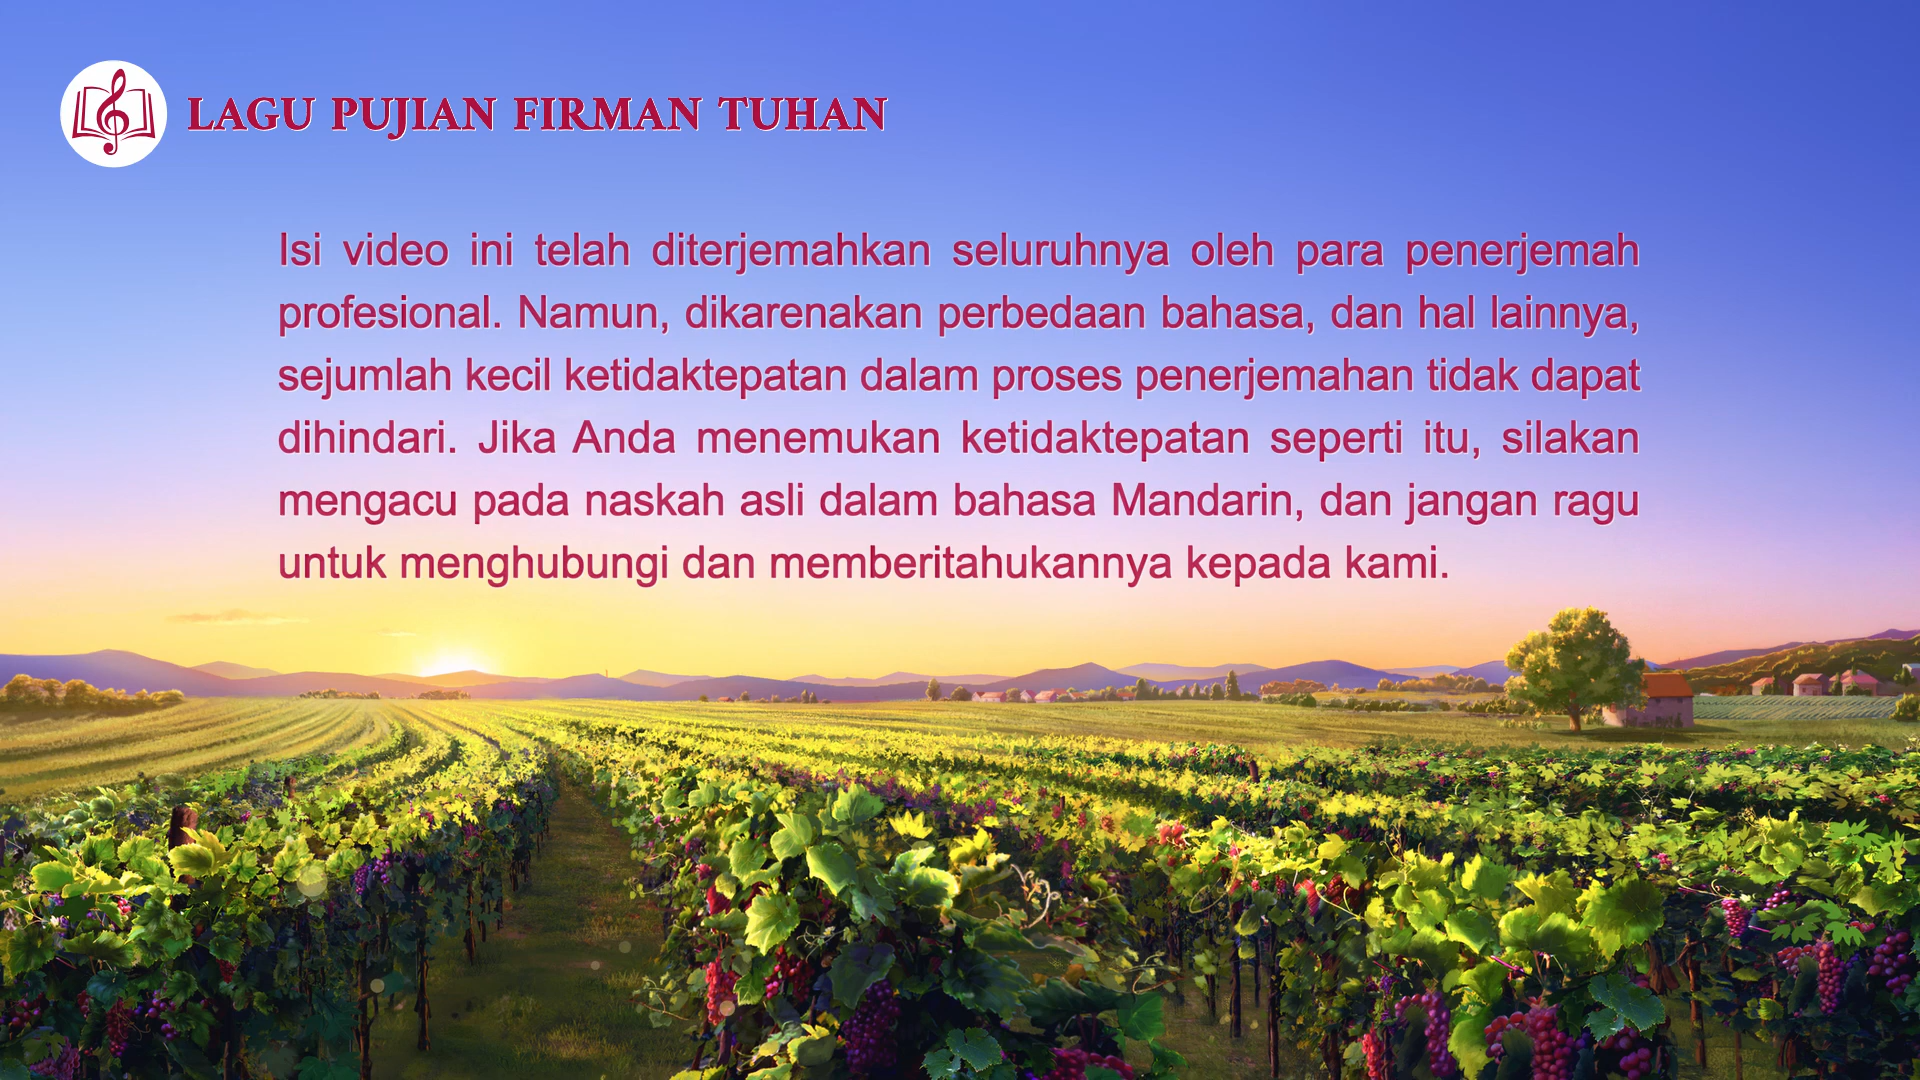 LAGU PUJIAN FIRMAN TUHAN
Isi video ini telah diterjemahkan seluruhnya oleh para penerjemah
profesional. Namun, dikarenakan perbedaan bahasa, dan hal lainnya,
sejumlah kecil ketidaktepatan dalam proses penerjemahan tidak dapat
dihindari. Jika Anda menemukan ketidaktepatan seperti itu, silakan
mengacu pada naskah asli dalam bahasa Mandarin, dan jangan ragu
untuk menghubungi dan memberitahukannya kepada kami.